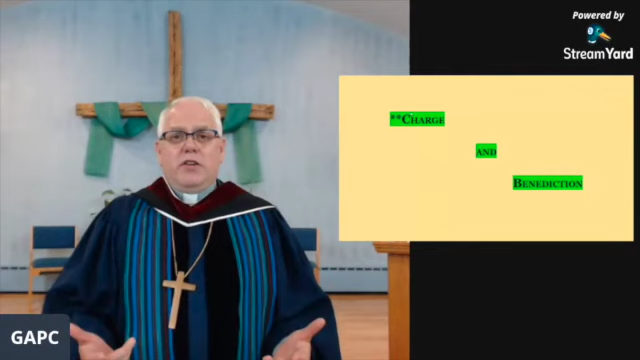 Powered by
StreamYard
**Charge
and
Benediction
GAPC